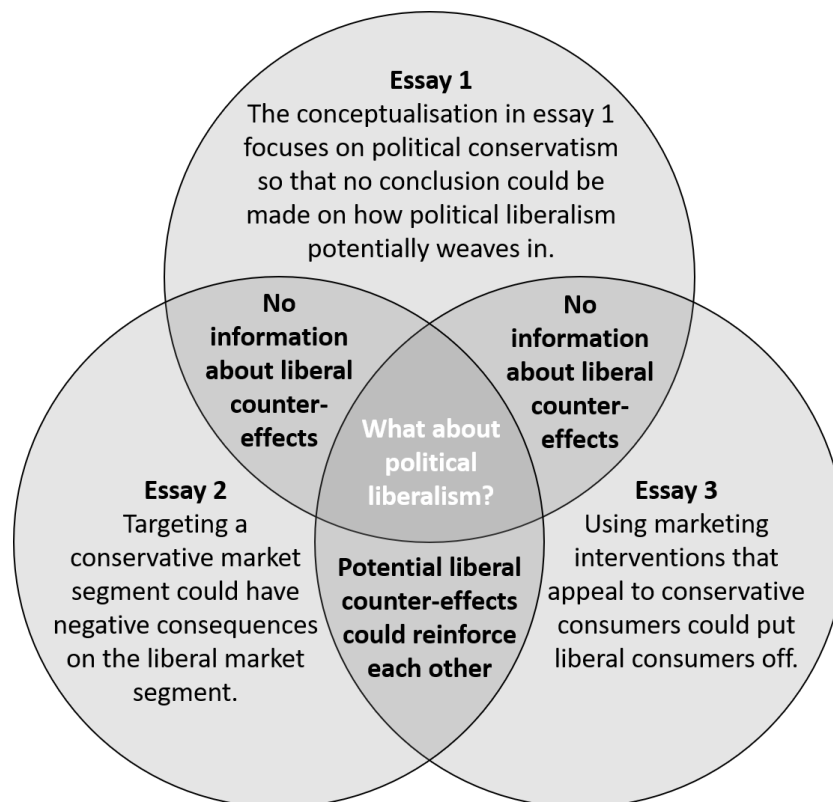 Essay 1
The conceptualisation in essay 1
focuses on political conservatism
so that no conclusion could be
made on how political liberalism
potentially weaves in.
No
information
about liberal
counter-
effects
No
information
about liberal
counter-
effects
What about
political
liberalism?
Essay 2
Targeting a
conservative market
segment could have
negative consequences
on the liberal market
segment.
Potential liberal
counter-effects
could reinforce
each other
Essay 3
Using marketing
interventions that
appeal to conservative
consumers could put
liberal consumers off.